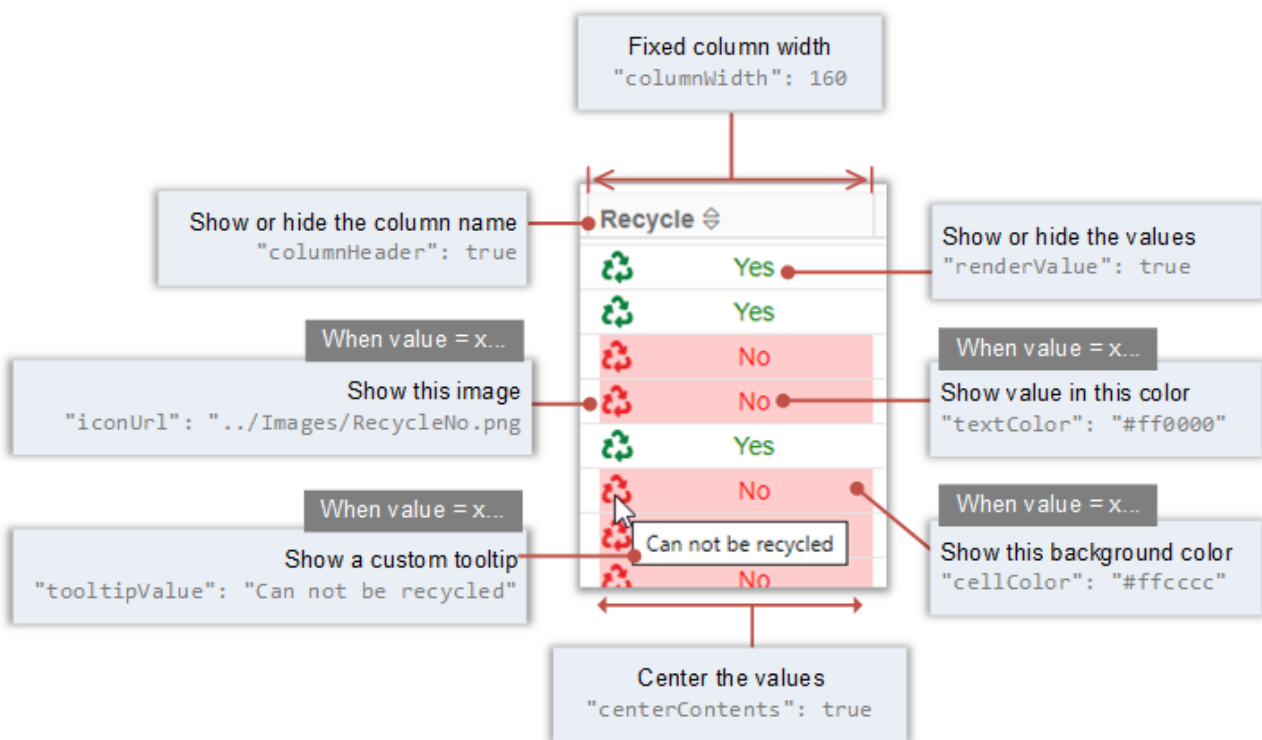 Fixed column width
"columnWidth": 160
Show or hide the column name
"columnHeader": true
Recycle
Show or hide the values
"renderValue": true
Yes
Yes
When value = x...
Show this image
"iconUrl": "../Images/RecycleNo.png
No
No
When value = x...
Show value in this color
"textColor": "#ff0000"
Yes
No
When value = x...
Show a custom tooltip
"tooltipValue": "Can not be recycled"
Can not be recycled
No
When value = x...
Show this background color
"cellColor": "#ffcccc"
Center the values
"centerContents": true